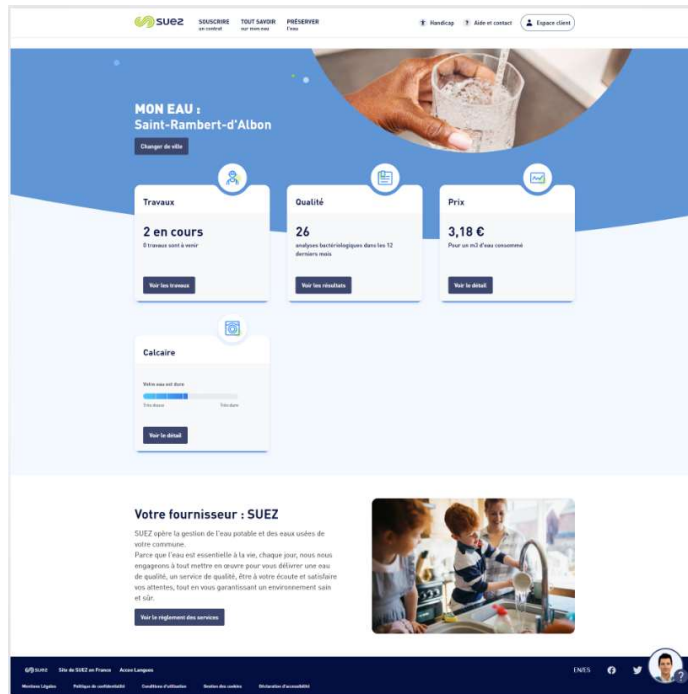 suez
SOUSCRIRE
un contrat
TOUT SAVOIR
sur mon eau
PRÉSERVER
l'eau
Handicap
Aide et contact
Espace client
MON EAU :
Saint-Rambert-d'Albon
Changer de ville
Travaux
Qualité
Prix
2 en cours
0 travaux sont à venir
26
analyses bactériologiques dans les 12
derniers mois
3,18 €
Pour un m3 d'eau consommé
Voir les travaux
Voir les résultats
Voir le détail
Calcaire
Votre eau est dure
Très douce
Très dure
Voir le détail
Votre fournisseur : SUEZ
SUEZ opère la gestion de l'eau potable et des eaux usées de
votre commune.
Parce que l'eau est essentielle à la vie, chaque jour, nous nous
engageons à tout mettre en œuvre pour vous délivrer une eau
de qualité, un service de qualité, être à votre écoute et satisfaire
vos attentes, tout en vous garantissant un environnement sain
et sûr.
Voir le règlement des services
suez
Site de SUEZ en France
Acceo Langues
EN/ES
?
Mentions Légales
Politique de confidentialité
Conditions d'utilisation
Gestion des cookies
Déclaration d'accessibilité